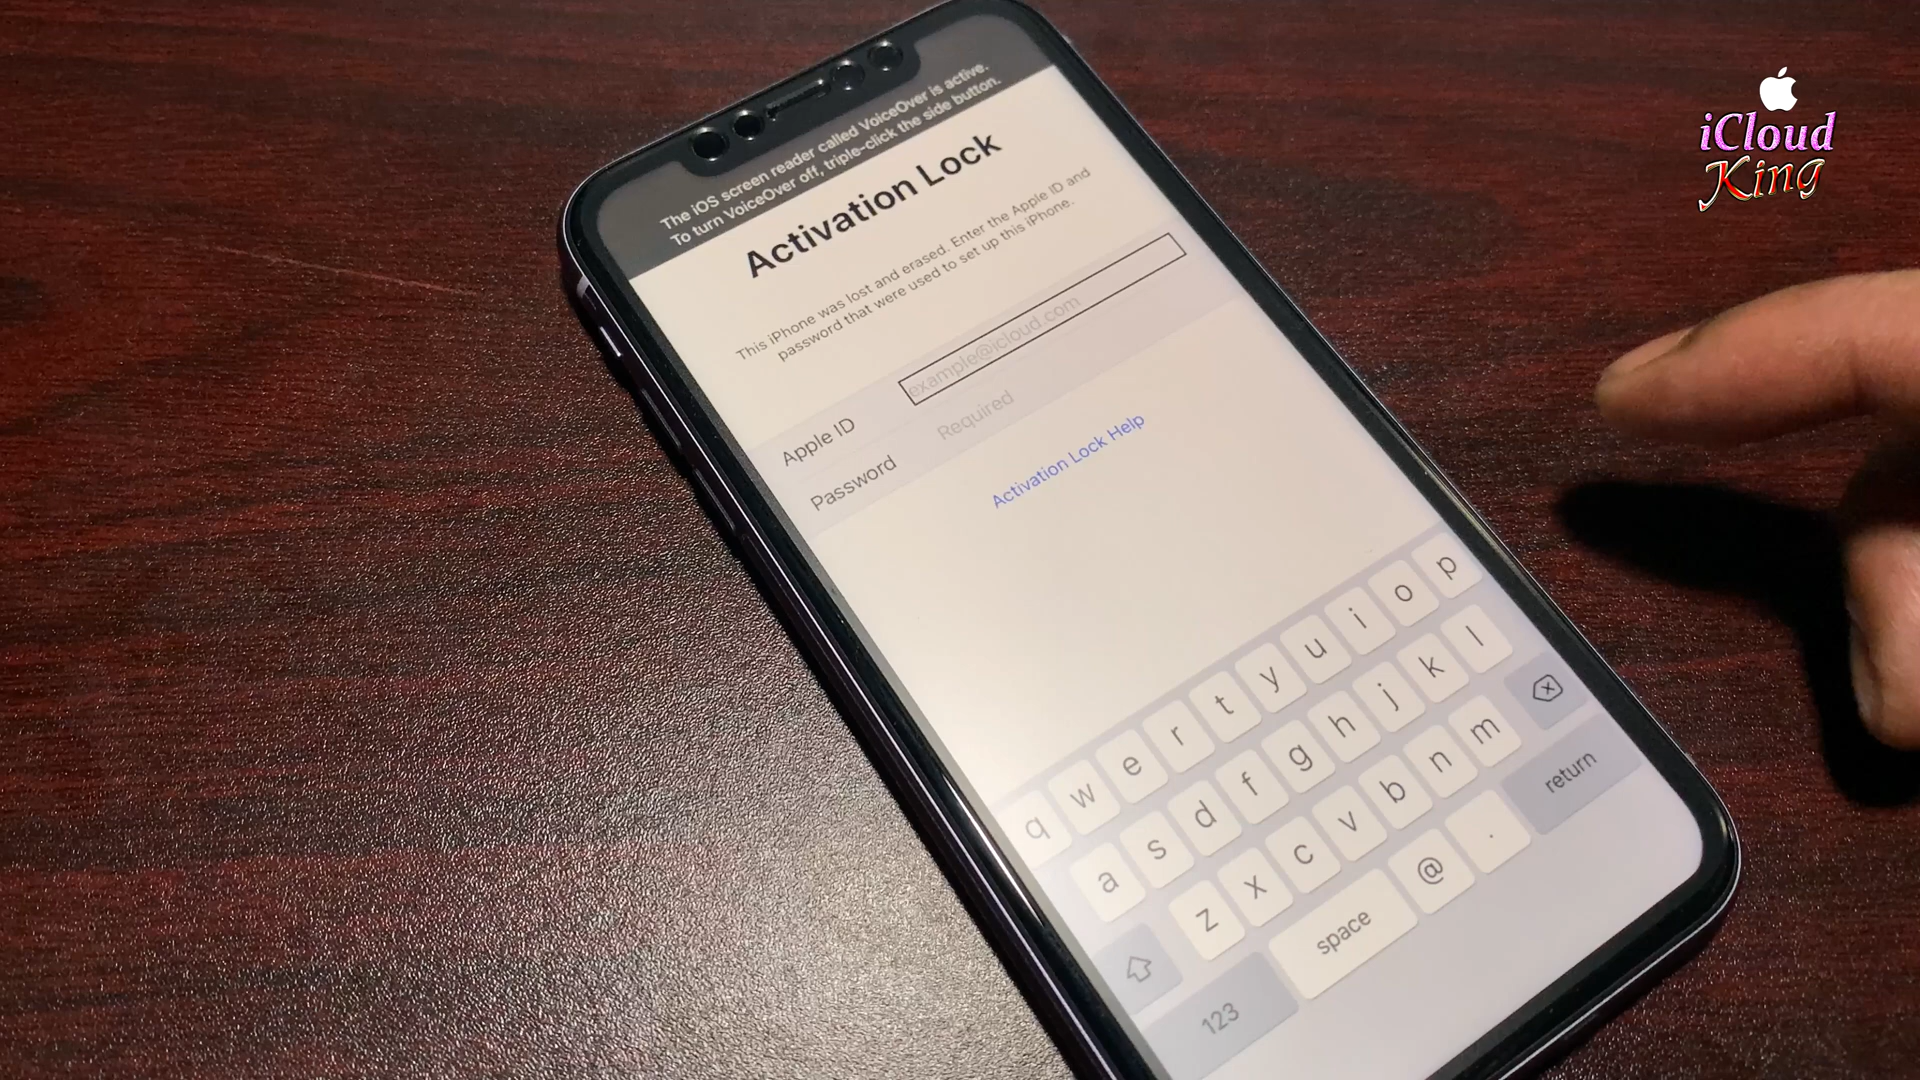 iCloud
King
The iOS screen reader called VoiceOver is active.
To turn VoiceOver off, triple-click the side button.
Activation Lock
This iPhone was lost and erased. Enter the Apple ID and
password that were used to set up this iPhone.
Apple ID example@icloud.com
Password Required
Activation Lock Help
q w e r t y u i o p
a s d f g h j k l
z x c v b n m
123 space @ . return